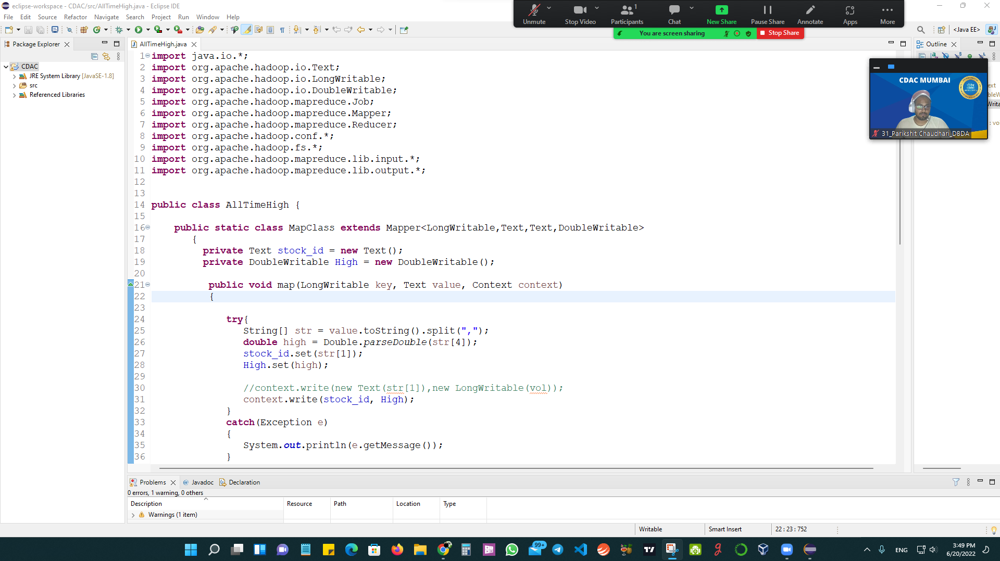 eclipse-workspace - CDAC/src/AllTimeHigh.java - Eclipse IDE
File Edit Source Refactor Navigate Search Project Run Window Help
Unmute Stop Video Participants 1 Chat New Share Pause Share Annotate Apps More
You are screen sharing Stop Share
<Java EE>
Package Explorer
AllTimeHigh.java
Outline
CDAC
JRE System Library [JavaSE-1.8]
src
Referenced Libraries
1 import java.io.*;
2 import org.apache.hadoop.io.Text;
3 import org.apache.hadoop.io.LongWritable;
4 import org.apache.hadoop.io.DoubleWritable;
5 import org.apache.hadoop.mapreduce.Job;
6 import org.apache.hadoop.mapreduce.Mapper;
7 import org.apache.hadoop.mapreduce.Reducer;
8 import org.apache.hadoop.conf.*;
9 import org.apache.hadoop.fs.*;
10 import org.apache.hadoop.mapreduce.lib.input.*;
11 import org.apache.hadoop.mapreduce.lib.output.*;
12
13
14 public class AllTimeHigh {
15
16 public static class MapClass extends Mapper<LongWritable,Text,Text,DoubleWritable>
17 {
18 private Text stock_id = new Text();
19 private DoubleWritable High = new DoubleWritable();
20
21 public void map(LongWritable key, Text value, Context context)
22 {
23
24 try{
25 String[] str = value.toString().split(",");
26 double high = Double.parseDouble(str[4]);
27 stock_id.set(str[1]);
28 High.set(high);
29
30 //context.write(new Text(str[1]),new LongWritable(vol));
31 context.write(stock_id, High);
32 }
33 catch(Exception e)
34 {
35 System.out.println(e.getMessage());
36 }
CDAC MUMBAI
31_Parikshit Chaudhari_DBDA
ext
bleW
Writa
: vo
Problems Javadoc Declaration
0 errors, 1 warning, 0 others
Description Resource Path Location Type
Warnings (1 item)
Writable Smart Insert 22 : 23 : 752
99+
ENG
3:49 PM
6/20/2022